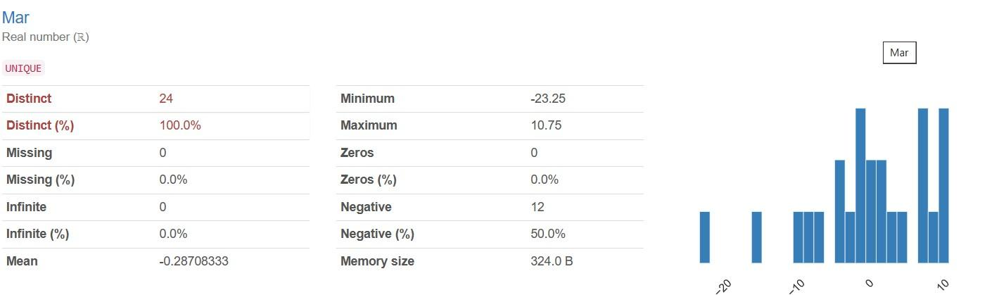 Mar
Real number (ℝ)
UNIQUE
Distinct 24
Distinct (%) 100.0%
Missing 0
Missing (%) 0.0%
Infinite 0
Infinite (%) 0.0%
Mean -0.28708333
Minimum -23.25
Maximum 10.75
Zeros 0
Zeros (%) 0.0%
Negative 12
Negative (%) 50.0%
Memory size 324.0 B
Mar
−20
−10
0
10